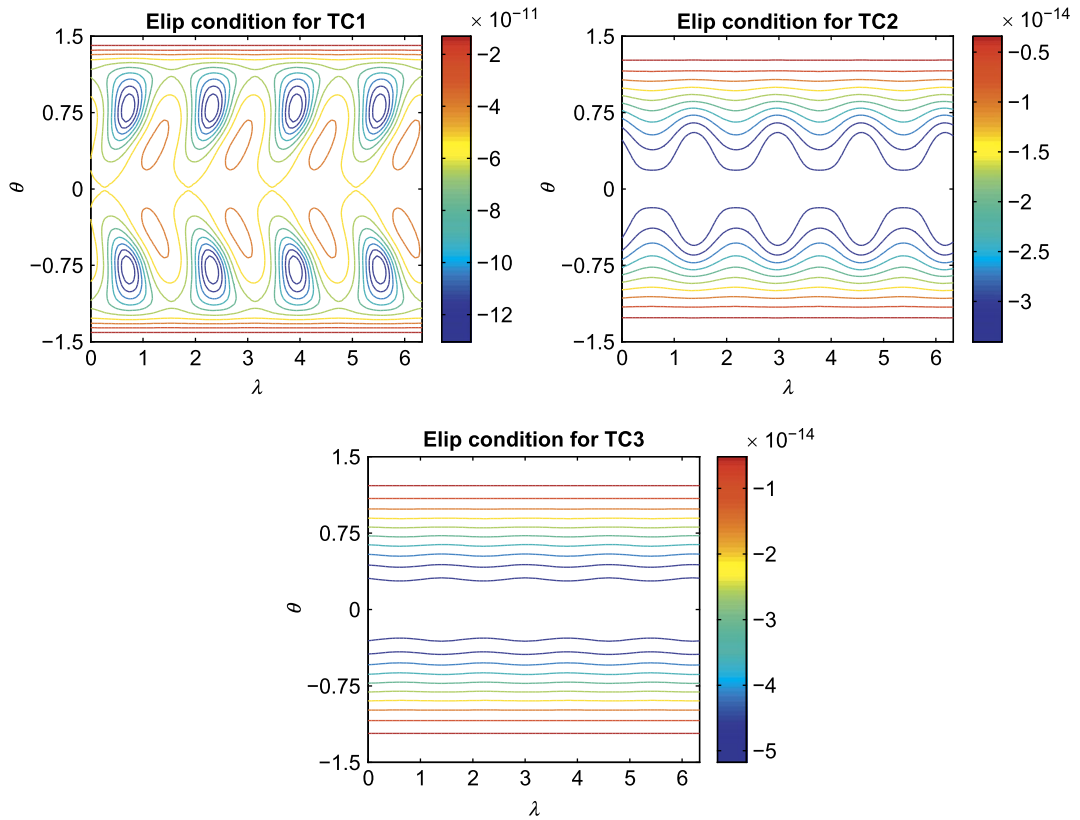 Elip condition for TC1
× 10−11
1.5
0.75
0
−0.75
−1.5
θ
0 1 2 3 4 5 6
λ
−2
−4
−6
−8
−10
−12
Elip condition for TC2
× 10−14
1.5
0.75
0
−0.75
−1.5
θ
0 1 2 3 4 5 6
λ
−0.5
−1
−1.5
−2
−2.5
−3
Elip condition for TC3
× 10−14
1.5
0.75
0
−0.75
−1.5
θ
0 1 2 3 4 5 6
λ
−1
−2
−3
−4
−5